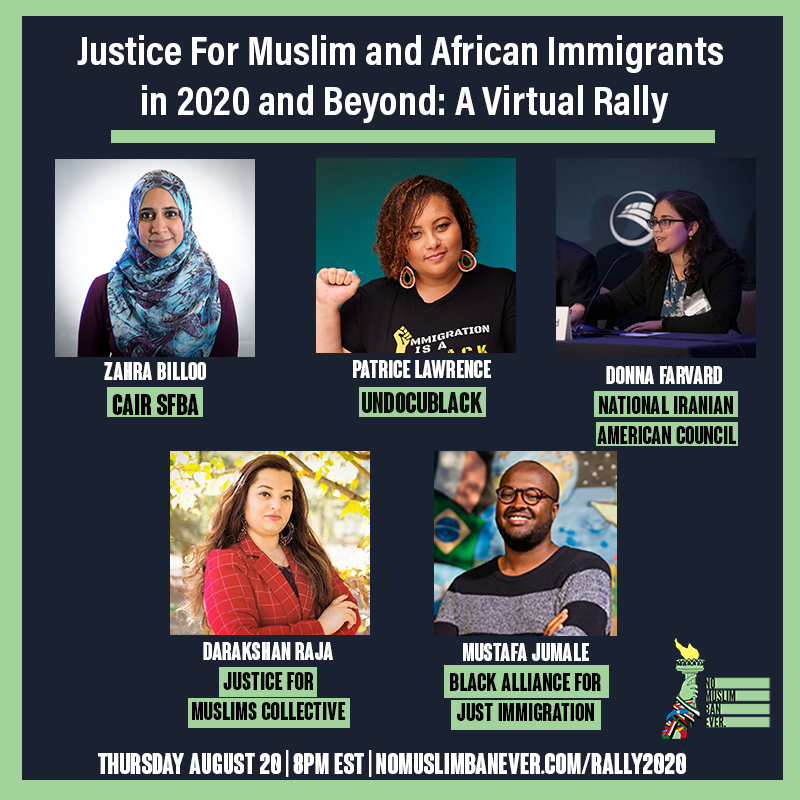 Justice For Muslim and African Immigrants
in 2020 and Beyond: A Virtual Rally
IMMIGRATION
IS A
ZAHRA BILLOO
CAIR SFBA
PATRICE LAWRENCE
UNDOCUBLACK
DONNA FARVARD
NATIONAL IRANIAN
AMERICAN COUNCIL
DARAKSHAN RAJA
JUSTICE FOR
MUSLIMS COLLECTIVE
MUSTAFA JUMALE
BLACK ALLIANCE FOR
JUST IMMIGRATION
NO
MUSLIM
BAN
EVER.
THURSDAY AUGUST 20|8PM EST|NOMUSLIMBANEVER.COM/RALLY2020